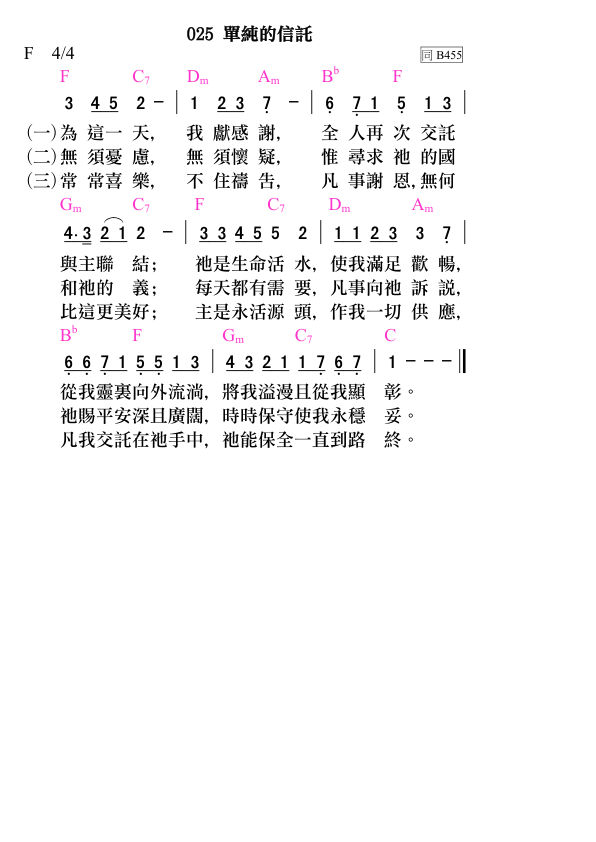 025 單純的信託
F 4/4 同 B455
F C7 Dm Am Bb F
3 4 5 2 – | 1 2 3 7 – | 6 7 1 5 1 3 |
(一)為 這一 天, 我 獻感 謝, 全 人再 次 交託
(二)無 須憂 慮, 無 須懷 疑, 惟 尋求 祂 的國
(三)常 常喜 樂, 不 住禱 告, 凡 事謝 恩,無何
Gm C7 F C7 Dm Am
4· 3 2 1 2 – | 3 3 4 5 5 2 | 1 1 2 3 3 7 |
與主聯 結; 祂是生命活 水, 使我滿足 歡 暢,
和祂的 義; 每天都有需 要, 凡事向祂 訴 説,
比這更美好; 主是永活源 頭, 作我一切 供 應,
Bb F Gm C7 C
6 6 7 1 5 5 1 3 | 4 3 2 1 1 7 6 7 | 1 – – – ||
從我靈裏向外流淌, 將我溢漫且從我顯 彰。
祂賜平安深且廣闊, 時時保守使我永穩 妥。
凡我交託在祂手中, 祂能保全一直到路 終。